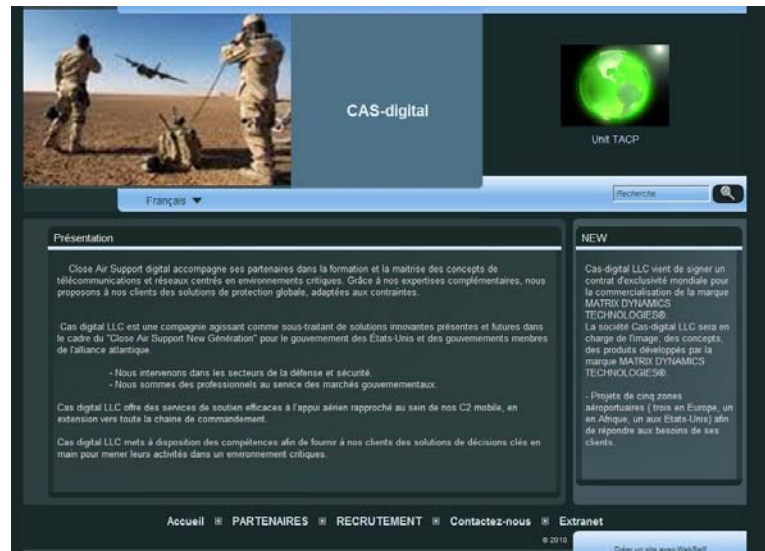 CAS-digital
Unit TACP
Français
Recherche
Présentation
Close Air Support digital accompagne ses partenaires dans la formation et la maitrise des concepts de
télécommunications et réseaux centrés en environnements critiques. Grâce à nos expertises complémentaires, nous
proposons à nos clients des solutions de protection globale, adaptées aux contraintes.
Cas digital LLC est une compagnie agissant comme sous-traitant de solutions innovantes présentes et futures dans
le cadre du "Close Air Support New Génération" pour le gouvernement des États-Unis et des gouvernements menbres
de l'alliance atlantique.
- Nous intervenons dans les secteurs de la défense et sécurité.
- Nous sommes des professionnels au service des marchés gouvernementaux.
Cas digital LLC offre des services de soutien efficaces à l'appui aérien rapproché au sein de nos C2 mobile, en
extension vers toute la chaine de commandement.
Cas digital LLC mets à disposition des compétences afin de fournir à nos clients des solutions de décisions clés en
main pour mener leurs activités dans un environnement critiques.
NEW
Cas-digital LLC vient de signer un
contrat d'exclusivité mondiale pour
la commercialisation de la marque
MATRIX DYNAMICS
TECHNOLOGIES®.
La société Cas-digital LLC sera en
charge de l'image, des concepts,
des produits développés par la
marque MATRIX DYNAMICS
TECHNOLOGIES®.
- Projets de cinq zones
aéroportuaires ( trois en Europe, un
en Afrique, un aux Etats-Unis) afin
de répondre aux besoins de ses
clients.
Accueil PARTENAIRES RECRUTEMENT Contactez-nous Extranet
© 2010
Créer un site avec WebSelf